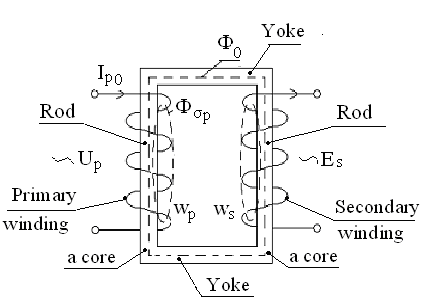 Yoke
Φ0
Ip0
Φσp
Rod
Rod
~ Up
~ Es
Primary
winding
wp
ws
Secondary
winding
a core
a core
Yoke